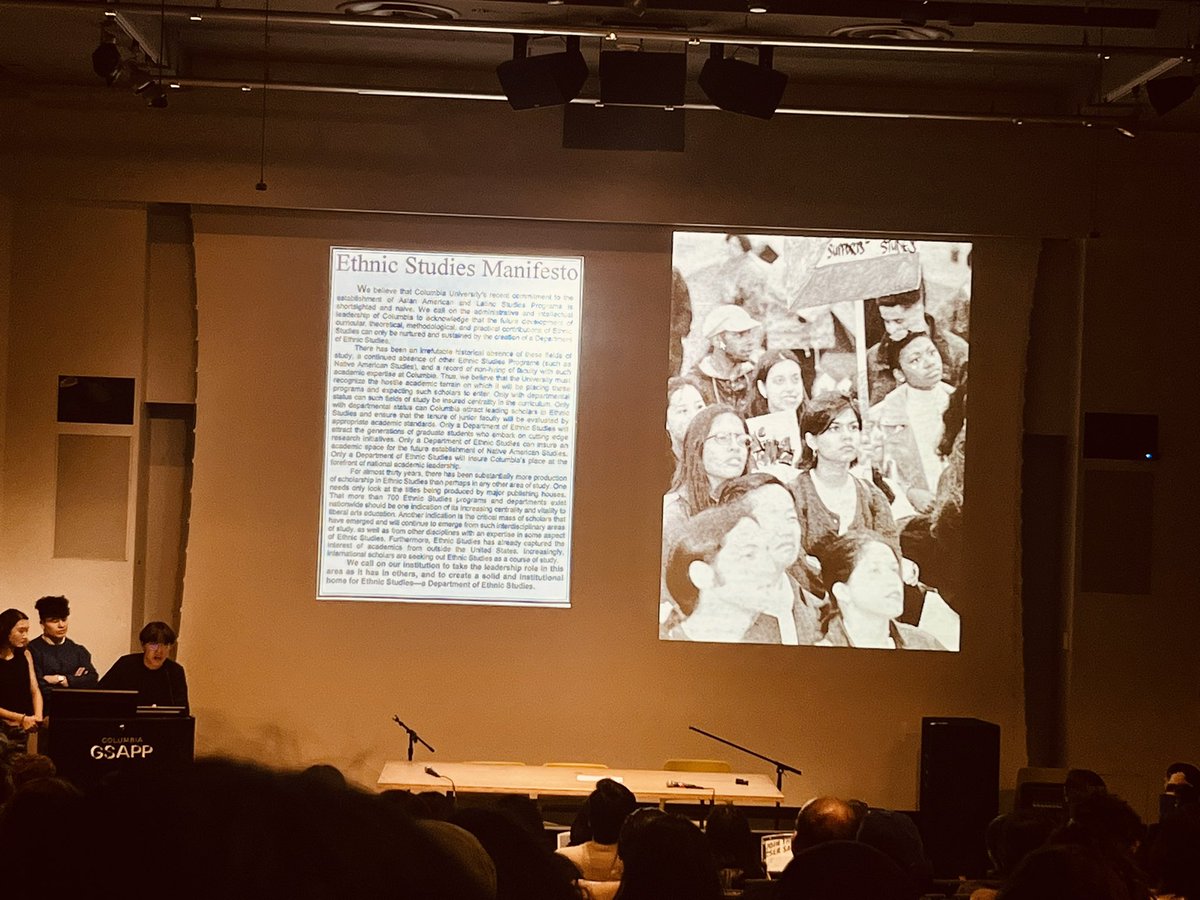 Ethnic Studies Manifesto
We believe that Columbia University's recent commitment to the
establishment of Asian American and Latino Studies Programs is
shortsighted and naive. We call on the administrative and intellectual
leadership of Columbia to acknowledge that the future development of
curricular, theoretical, methodological, and practical contributions of Ethnic
Studies can only be nurtured and sustained by the creation of a Department
of Ethnic Studies.
There has been an irrefutable historical absence of these fields of
study, a continued absence of other Ethnic Studies Programs (such as
Native American Studies), and a record of non-hiring of faculty with such
academic expertise at Columbia. Thus, we believe that the University must
recognize the hostile academic terrain on which it will be placing these
programs and expecting such scholars to enter. Only with departmental
status can such fields of study be insured centrality in the curriculum. Only
with departmental status can Columbia attract leading scholars in Ethnic
Studies and ensure that the tenure of junior faculty will be evaluated by
appropriate academic standards. Only a Department of Ethnic Studies will
attract the generations of graduate students who embark on cutting edge
research initiatives. Only a Department of Ethnic Studies can insure an
academic space for the future establishment of Native American Studies.
Only a Department of Ethnic Studies will insure Columbia's place at the
forefront of national academic leadership.
For almost thirty years, there has been substantially more production
of scholarship in Ethnic Studies than perhaps in any other area of study. One
needs only look at the titles being produced by major publishing houses.
That more than 700 Ethnic Studies programs and departments exist
nationwide should be one indication of its increasing centrality and vitality to
liberal arts education. Another indication is the critical mass of scholars that
have emerged and will continue to emerge from such interdisciplinary areas
of study, as well as from other disciplines with an expertise in some aspect
of Ethnic Studies. Furthermore, Ethnic Studies has already captured the
interest of academics from outside the United States. Increasingly,
international scholars are seeking out Ethnic Studies as a course of study.
We call on our institution to take the leadership role in this
area as it has in others, and to create a solid and institutional
home for Ethnic Studies—a Department of Ethnic Studies.
SUPPORTS
COLUMBIA
GSAPP